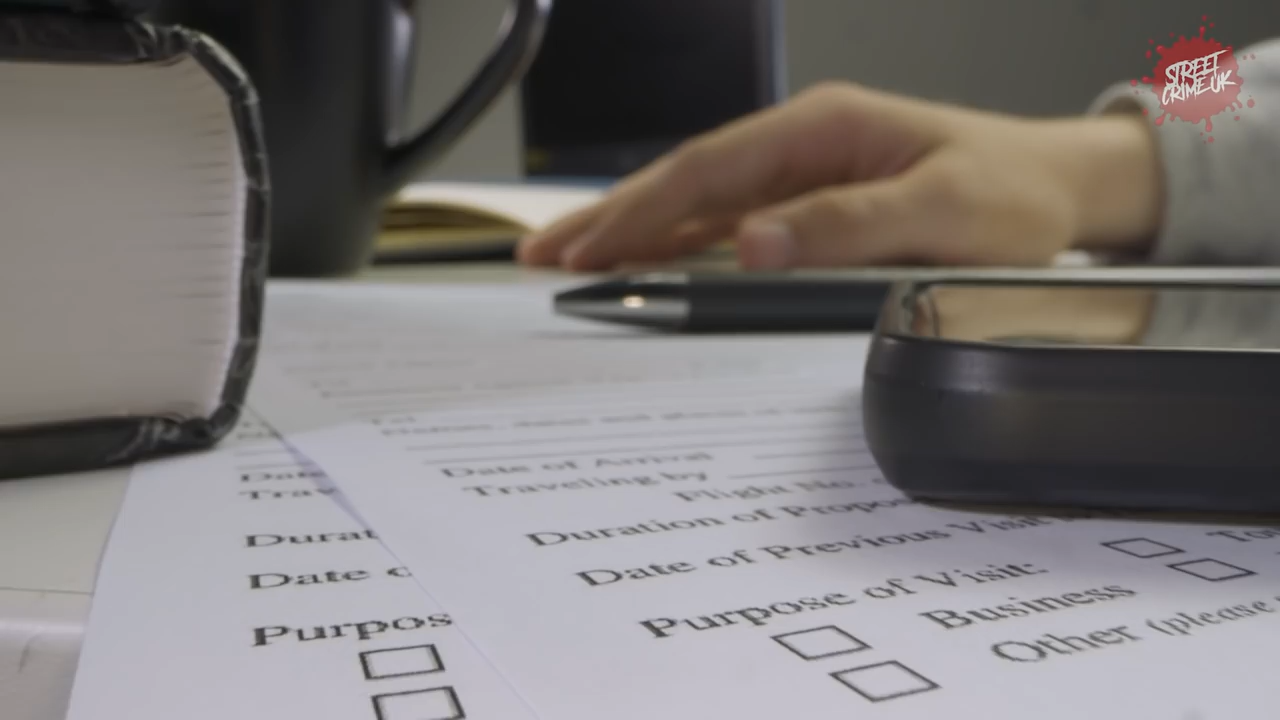 STREET
CRIME UK
Date of Arrival
Traveling by
Flight No.
Duration of Propo
Date of Previous Visit
Purpose of Visit:
Business
Other (please
Trav
Durat
Date
Purpos